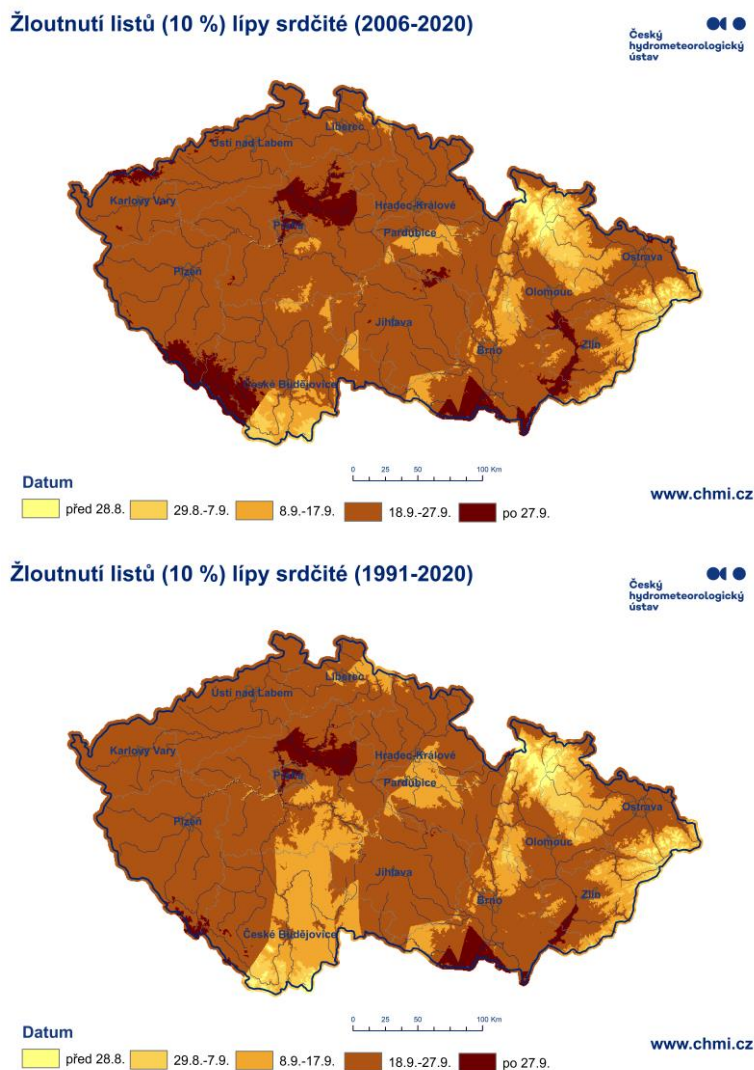 Žloutnutí listů (10 %) lípy srdčité (2006-2020)
Český
hydrometeorologický
ústav
Liberec
Ústí nad Labem
Karlovy Vary
Hradec Králové
Praha
Pardubice
Ostrava
Plzeň
Olomouc
Jihlava
Brno
Zlín
České Budějovice
Datum
0 25 50 100 Km
před 28.8. 29.8.-7.9. 8.9.-17.9. 18.9.-27.9. po 27.9.
www.chmi.cz
Žloutnutí listů (10 %) lípy srdčité (1991-2020)
Český
hydrometeorologický
ústav
Liberec
Ústí nad Labem
Karlovy Vary
Hradec Králové
Praha
Pardubice
Ostrava
Plzeň
Olomouc
Jihlava
Zlín
Brno
České Budějovice
Datum
0 25 50 100 Km
před 28.8. 29.8.-7.9. 8.9.-17.9. 18.9.-27.9. po 27.9.
www.chmi.cz